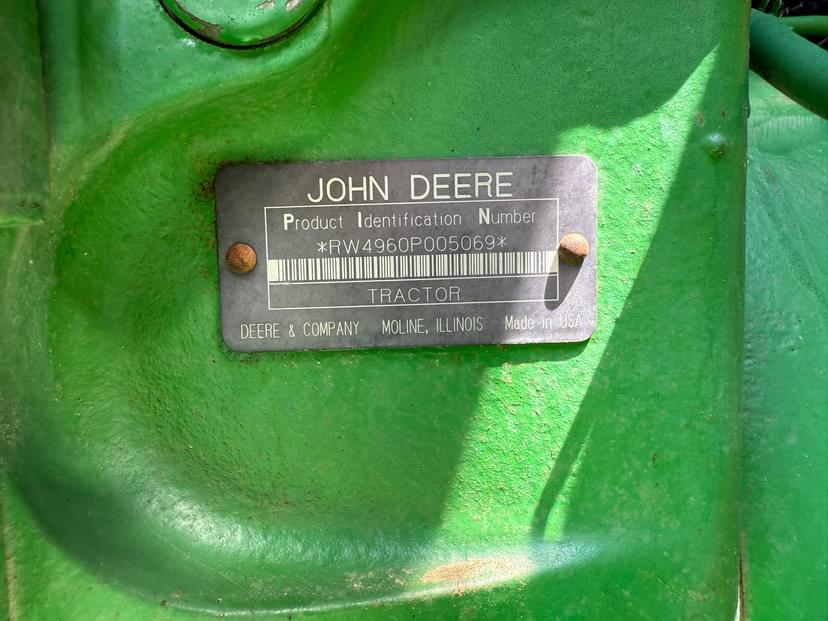 JOHN DEERE
Product Identification Number
*RW4960P005069*
TRACTOR
DEERE & COMPANY MOLINE, ILLINOIS Made in USA